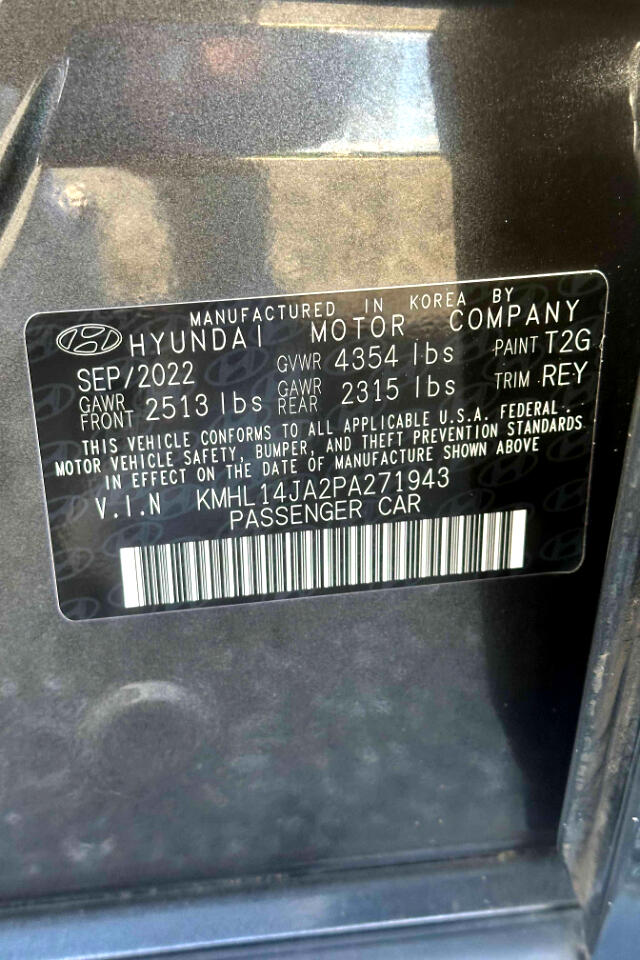 MANUFACTURED IN KOREA BY
HYUNDAI MOTOR COMPANY
SEP/2022 GVWR 4354 lbs PAINT T2G
GAWR FRONT 2513 lbs GAWR REAR 2315 lbs TRIM REY
THIS VEHICLE CONFORMS TO ALL APPLICABLE U.S.A. FEDERAL
MOTOR VEHICLE SAFETY, BUMPER, AND THEFT PREVENTION STANDARDS
IN EFFECT ON THE DATE OF MANUFACTURE SHOWN ABOVE
V.I.N KMHL14JA2PA271943
PASSENGER CAR